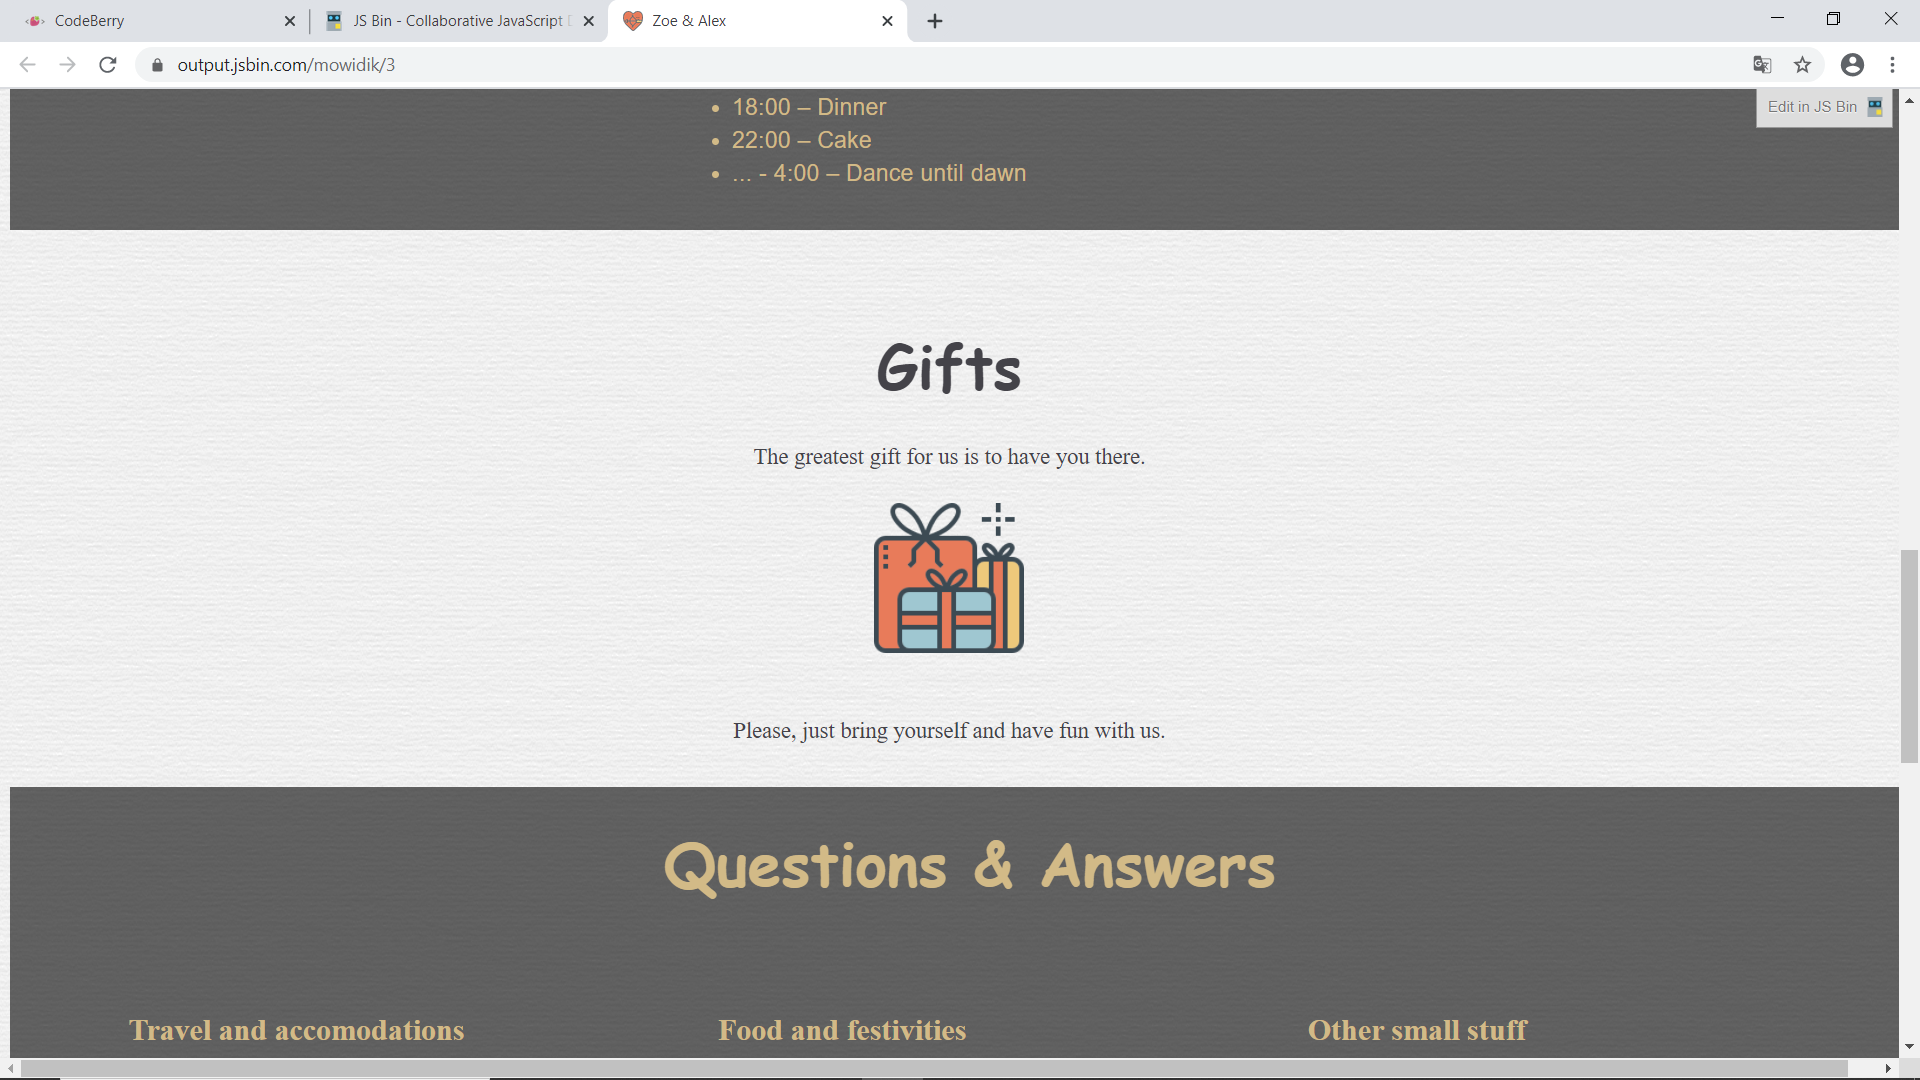 CodeBerry
JS Bin - Collaborative JavaScript
Zoe & Alex
output.jsbin.com/mowidik/3
Edit in JS Bin
• 18:00 – Dinner
• 22:00 – Cake
• ... - 4:00 – Dance until dawn
Gifts
The greatest gift for us is to have you there.
Please, just bring yourself and have fun with us.
Questions & Answers
Travel and accomodations
Food and festivities
Other small stuff